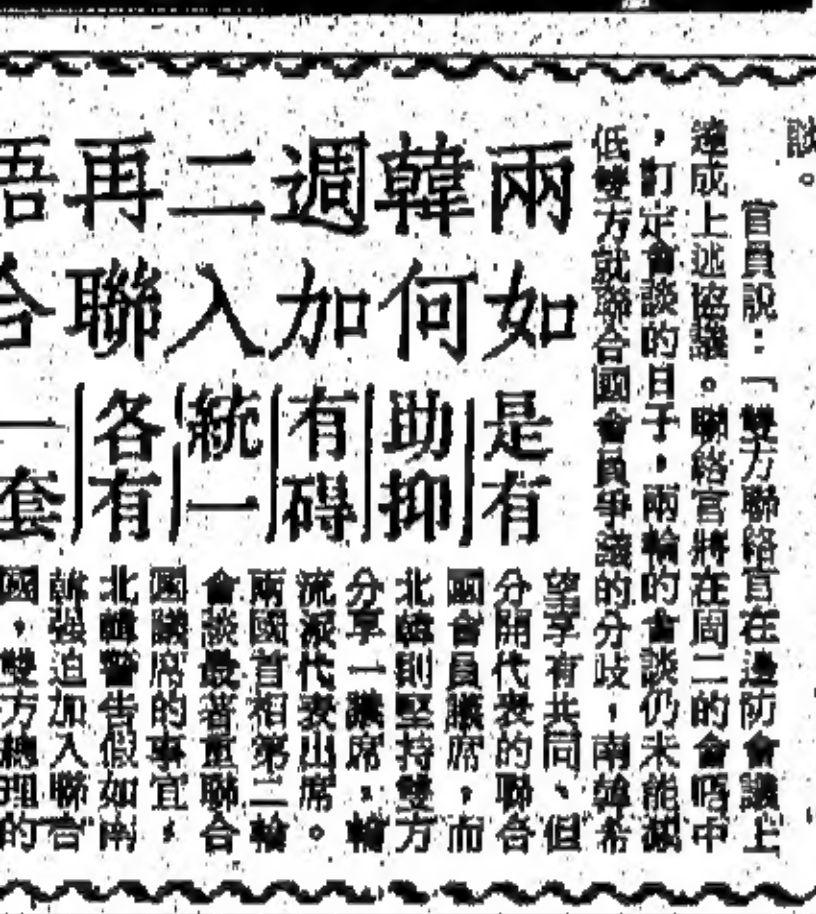 兩韓週二再晤
如何加入聯合
是有助抑有碍統一各有一套
談。
官員說：「雙方聯絡官在邊防會議上
達成上述協議。聯絡官將在周二的會晤中
，訂定會談的日子，兩輪的會談仍未能減
低雙方就聯合國會員爭議的分歧，南韓希
望享有共同、但
分開代表的聯合
國會員議席，而
北韓則堅持雙方
分享一議席，輪
流派代表出席。
兩國首相第二輪
會談最著重聯合
國議席的事宜，
北韓警告假如南
韓強迫加入聯合
國，雙方總理的